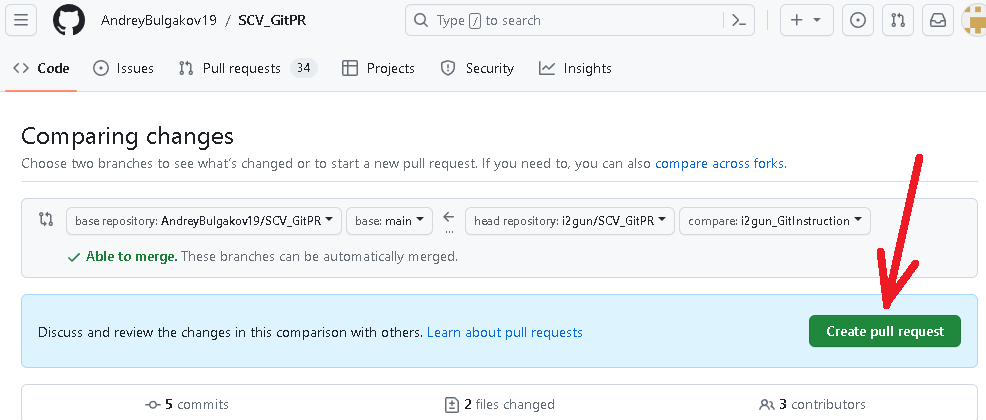 AndreyBulgakov19 / SCV_GitPR Type / to search
Code Issues Pull requests 34 Projects Security Insights
Comparing changes
Choose two branches to see what's changed or to start a new pull request. If you need to, you can also compare across forks.
base repository: AndreyBulgakov19/SCV_GitPR base: main ← ... head repository: i2gun/SCV_GitPR compare: i2gun_GitInstruction
Able to merge. These branches can be automatically merged.
Discuss and review the changes in this comparison with others. Learn about pull requests Create pull request
5 commits 2 files changed 3 contributors